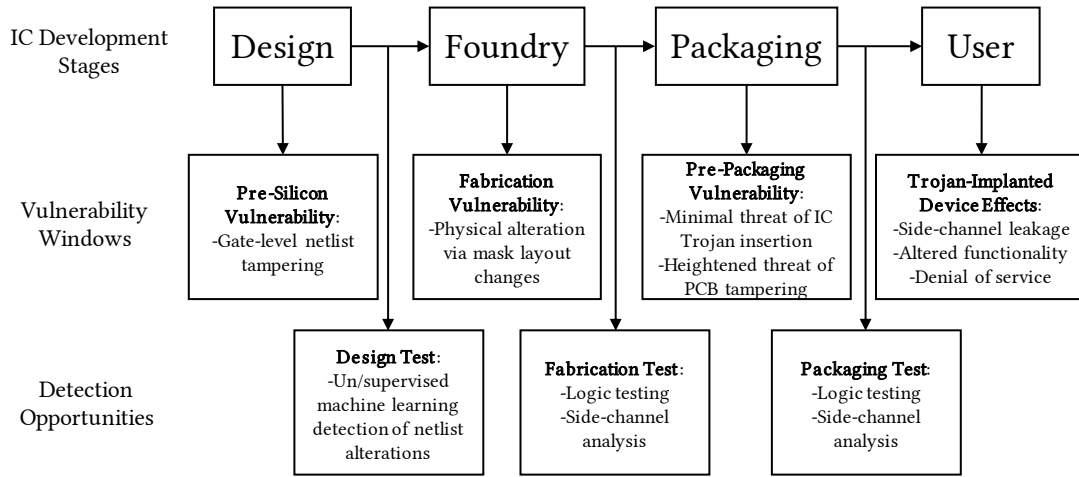 IC Development
Stages
Design
Foundry
Packaging
User
Vulnerability
Windows
Pre-Silicon
Vulnerability:
-Gate-level netlist
tampering
Fabrication
Vulnerability:
-Physical alteration
via mask layout
changes
Pre-Packaging
Vulnerability:
-Minimal threat of IC
Trojan insertion
-Heightened threat of
PCB tampering
Trojan-Implanted
Device Effects:
-Side-channel leakage
-Altered functionality
-Denial of service
Detection
Opportunities
Design Test:
-Un/supervised
machine learning
detection of netlist
alterations
Fabrication Test:
-Logic testing
-Side-channel
analysis
Packaging Test:
-Logic testing
-Side-channel
analysis